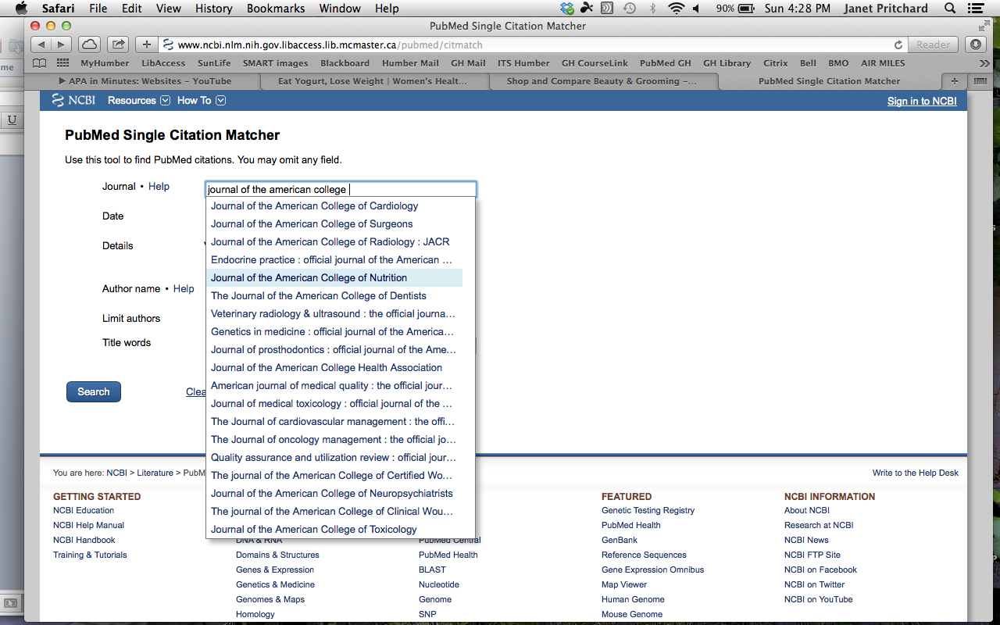 Safari File Edit View History Bookmarks Window Help 90% Sun 4:28 PM Janet Pritchard
PubMed Single Citation Matcher
www.ncbi.nlm.nih.gov.libaccess.lib.mcmaster.ca/pubmed/citmatch Reader
me MyHumber LibAccess SunLife SMART images Blackboard Humber Mail GH Mail ITS Humber GH CourseLink PubMed GH GH Library Citrix Bell BMO AIR MILES
APA in Minutes: Websites – YouTube Eat Yogurt, Lose Weight | Women's Healt... Shop and Compare Beauty & Grooming –... PubMed Single Citation Matcher
NCBI Resources How To Sign in to NCBI
U
PubMed Single Citation Matcher
Use this tool to find PubMed citations. You may omit any field.
Journal • Help journal of the american college
Journal of the American College of Cardiology
Date
Journal of the American College of Surgeons
Details Journal of the American College of Radiology : JACR
Endocrine practice : official journal of the American ...
Journal of the American College of Nutrition
Author name • Help
The Journal of the American College of Dentists
Limit authors Veterinary radiology & ultrasound : the official journa...
Genetics in medicine : official journal of the America...
Title words
Journal of prosthodontics : official journal of the Ame...
Journal of the American College Health Association
American journal of medical quality : the official jour...
Search Clea
Journal of medical toxicology : official journal of the ...
The Journal of cardiovascular management : the offi...
The Journal of oncology management : the official jo...
Quality assurance and utilization review : official jour...
You are here: NCBI > Literature > PubM Write to the Help Desk
The journal of the American College of Certified Wo...
Journal of the American College of Neuropsychiatrists
The journal of the American College of Clinical Wou...
Journal of the American College of Toxicology
GETTING STARTED
NCBI Education
NCBI Help Manual
NCBI Handbook
Training & Tutorials
DNA & RNA
Domains & Structures
Genes & Expression
Genetics & Medicine
Genomes & Maps
Homology
PubMed Central
PubMed Health
BLAST
Nucleotide
Genome
SNP
FEATURED
Genetic Testing Registry
PubMed Health
GenBank
Reference Sequences
Gene Expression Omnibus
Map Viewer
Human Genome
Mouse Genome
NCBI INFORMATION
About NCBI
Research at NCBI
NCBI News
NCBI FTP Site
NCBI on Facebook
NCBI on Twitter
NCBI on YouTube